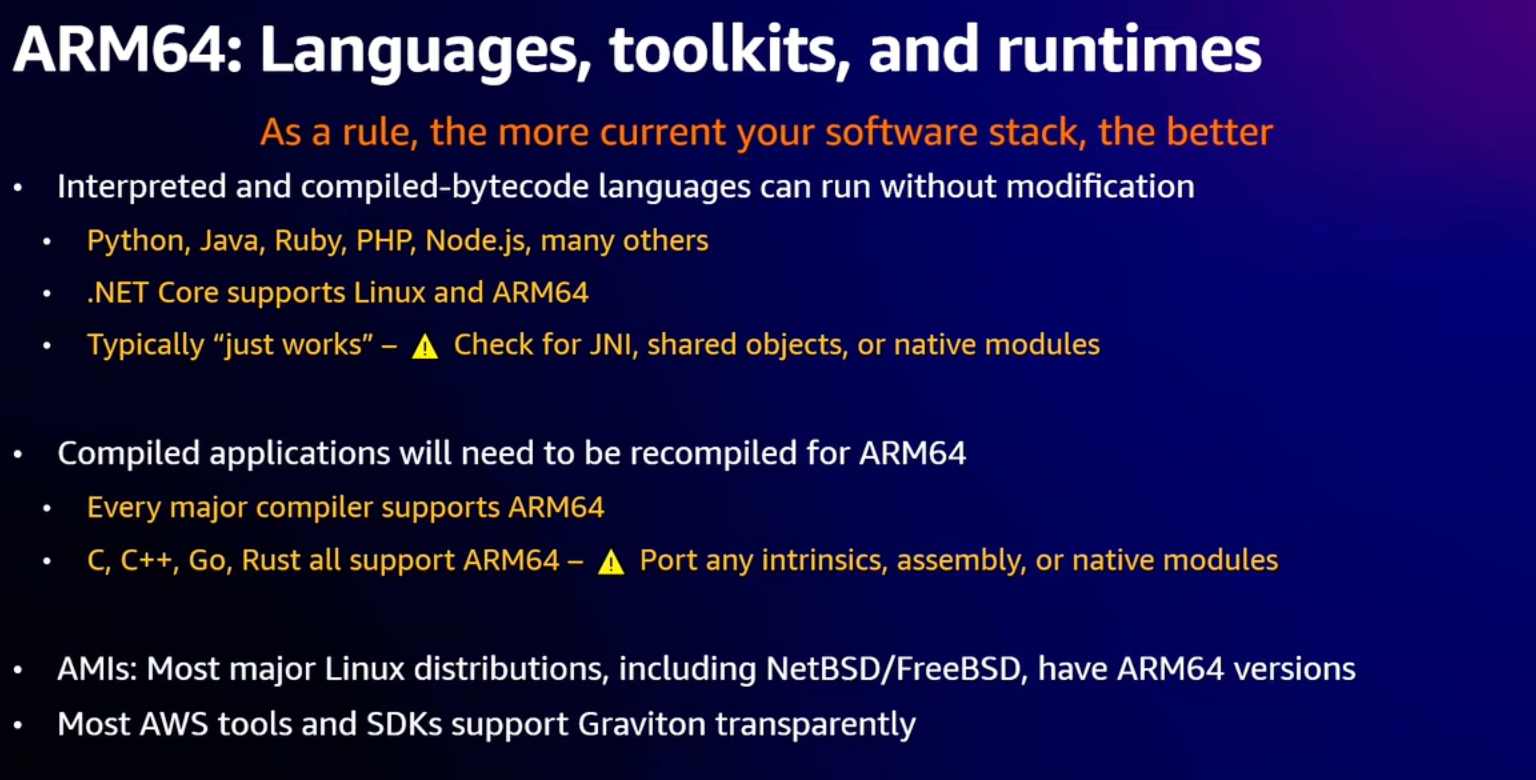 ARM64: Languages, toolkits, and runtimes
As a rule, the more current your software stack, the better
• Interpreted and compiled-bytecode languages can run without modification
• Python, Java, Ruby, PHP, Node.js, many others
• .NET Core supports Linux and ARM64
• Typically “just works” – ⚠ Check for JNI, shared objects, or native modules
• Compiled applications will need to be recompiled for ARM64
• Every major compiler supports ARM64
• C, C++, Go, Rust all support ARM64 – ⚠ Port any intrinsics, assembly, or native modules
• AMIs: Most major Linux distributions, including NetBSD/FreeBSD, have ARM64 versions
• Most AWS tools and SDKs support Graviton transparently